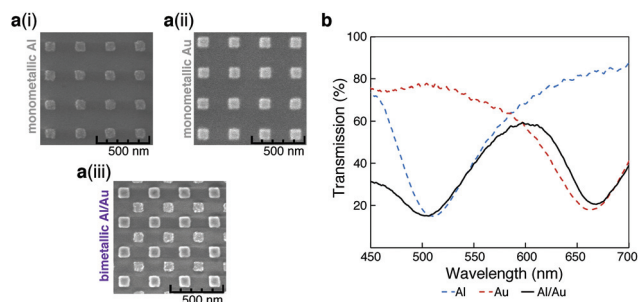 a(i)
monometallic Al
500 nm
a(ii)
monometallic Au
500 nm
a(iii)
bimetallic Al/Au
500 nm
b
Transmission (%)
100
80
60
40
20
450 500 550 600 650 700
Wavelength (nm)
Al Au Al/Au